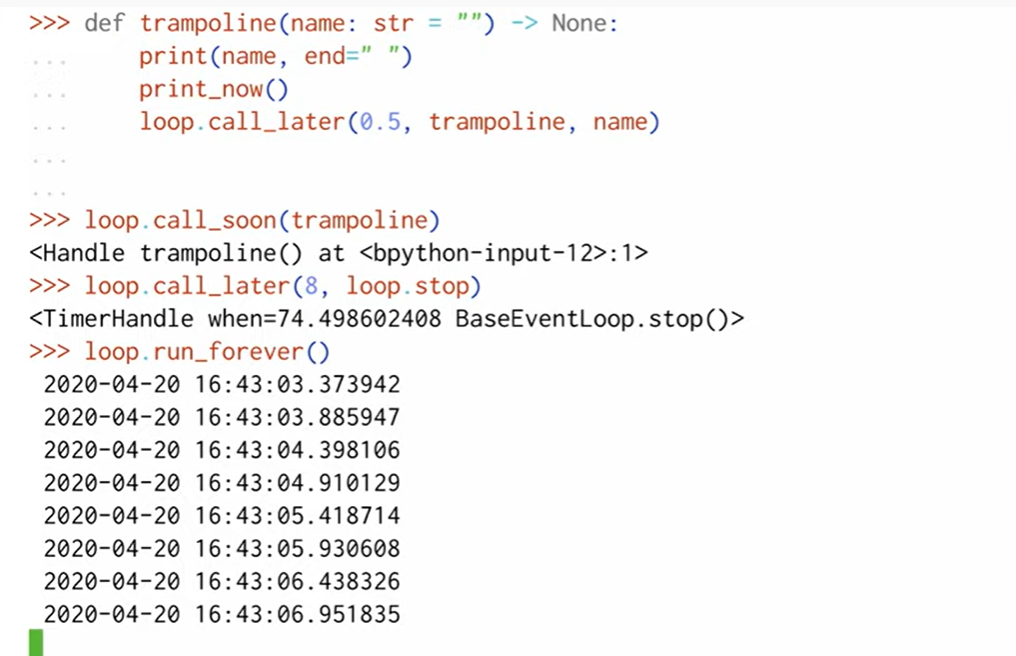 >>> def trampoline(name: str = "") -> None:
...     print(name, end=" ")
...     print_now()
...     loop.call_later(0.5, trampoline, name)
...
...
>>> loop.call_soon(trampoline)
<Handle trampoline() at <bpython-input-12>:1>
>>> loop.call_later(8, loop.stop)
<TimerHandle when=74.498602408 BaseEventLoop.stop()>
>>> loop.run_forever()
 2020-04-20 16:43:03.373942
 2020-04-20 16:43:03.885947
 2020-04-20 16:43:04.398106
 2020-04-20 16:43:04.910129
 2020-04-20 16:43:05.418714
 2020-04-20 16:43:05.930608
 2020-04-20 16:43:06.438326
 2020-04-20 16:43:06.951835